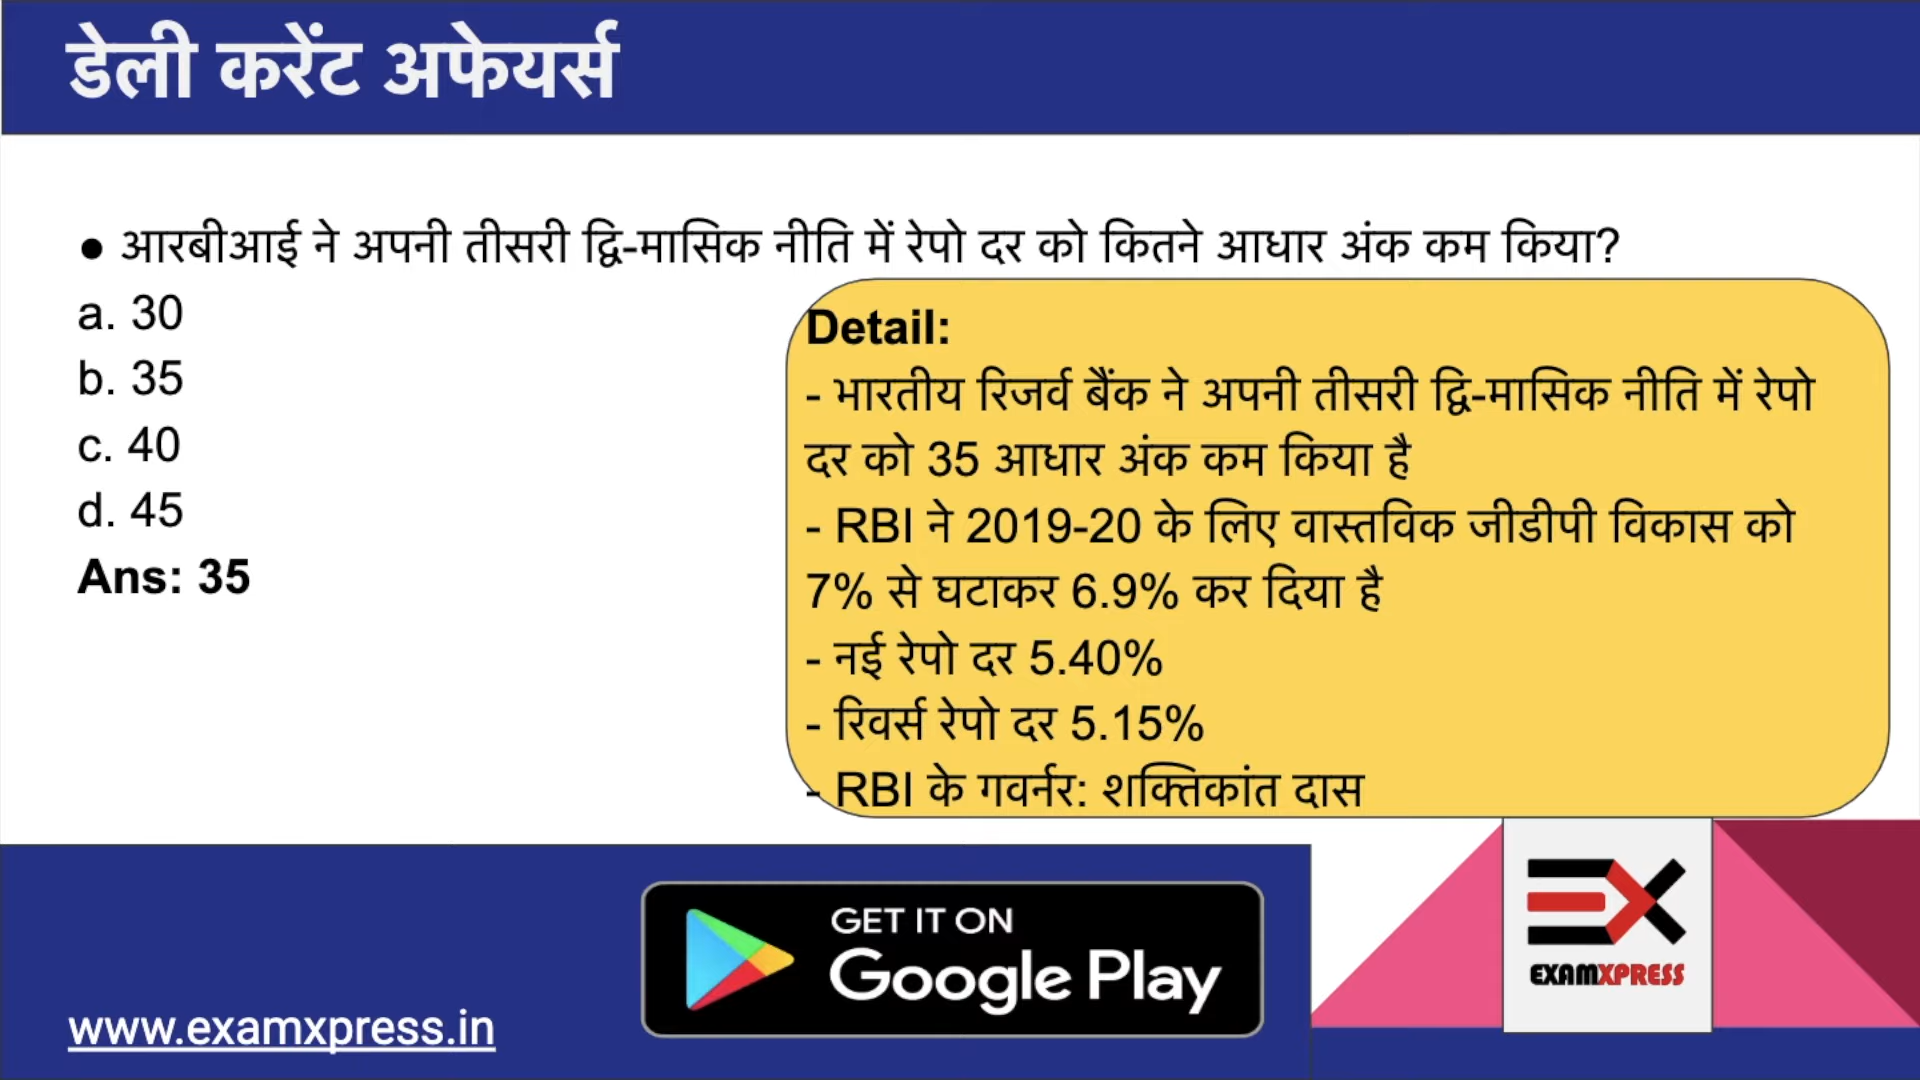 डेली करेंट अफेयर्स
● आरबीआई ने अपनी तीसरी द्वि-मासिक नीति में रेपो दर को कितने आधार अंक कम किया?
a. 30
b. 35
c. 40
d. 45
Ans: 35
Detail:
- भारतीय रिजर्व बैंक ने अपनी तीसरी द्वि-मासिक नीति में रेपो
दर को 35 आधार अंक कम किया है
- RBI ने 2019-20 के लिए वास्तविक जीडीपी विकास को
7% से घटाकर 6.9% कर दिया है
- नई रेपो दर 5.40%
- रिवर्स रेपो दर 5.15%
- RBI के गवर्नर: शक्तिकांत दास
GET IT ON
Google Play
EX
EXAMXPRESS
www.examxpress.in